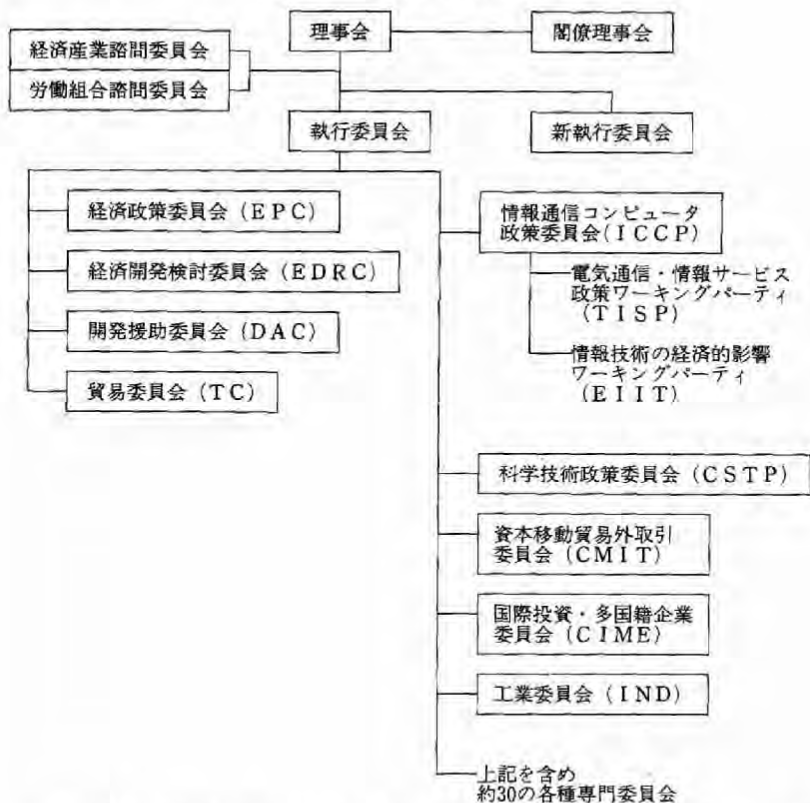 理事会
閣僚理事会
経済産業諮問委員会
労働組合諮問委員会
執行委員会
新執行委員会
経済政策委員会(EPC)
経済開発検討委員会(EDRC)
開発援助委員会(DAC)
貿易委員会(TC)
情報通信コンピュータ
政策委員会(ICCP)
電気通信・情報サービス
政策ワーキングパーティ
(TISP)
情報技術の経済的影響
ワーキングパーティ
(EIIT)
科学技術政策委員会(CSTP)
資本移動貿易外取引
委員会(CMIT)
国際投資・多国籍企業
委員会(CIME)
工業委員会(IND)
上記を含め
約30の各種専門委員会